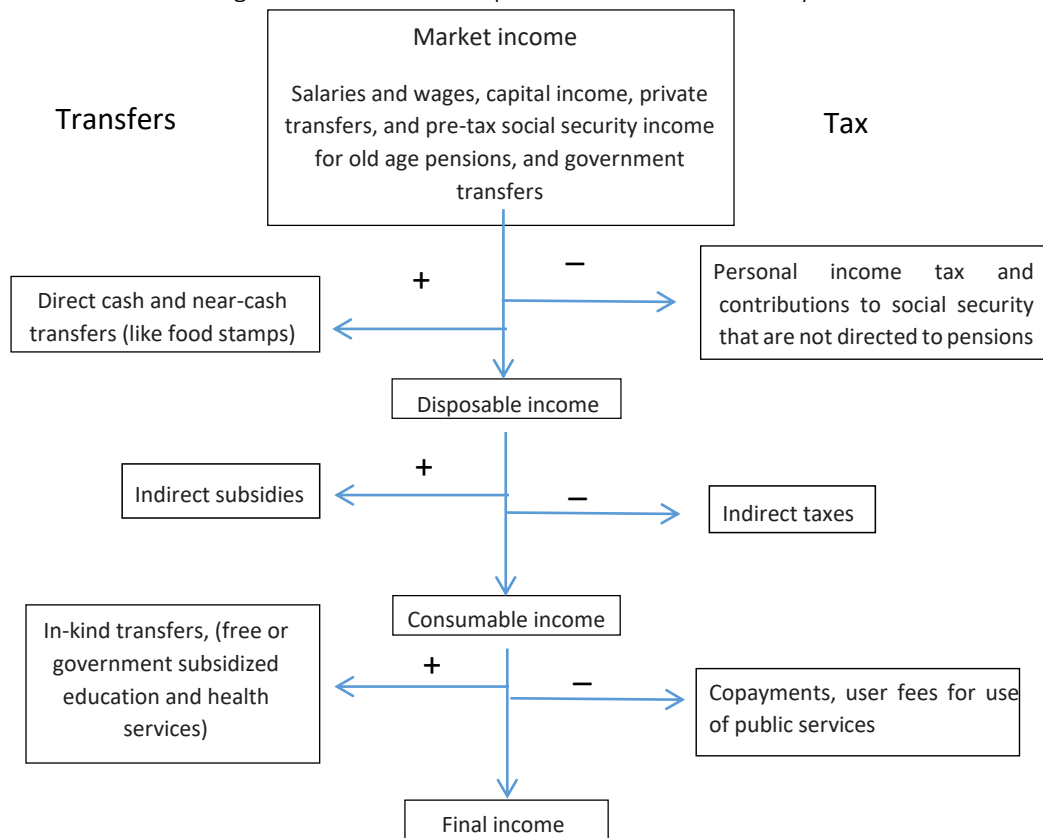 Market income
Salaries and wages, capital income, private
transfers, and pre-tax social security income
for old age pensions, and government
transfers
Transfers
Tax
+
−
Direct cash and near-cash
transfers (like food stamps)
Personal income tax and
contributions to social security
that are not directed to pensions
Disposable income
+
−
Indirect subsidies
Indirect taxes
Consumable income
+
−
In-kind transfers, (free or
government subsidized
education and health
services)
Copayments, user fees for use
of public services
Final income